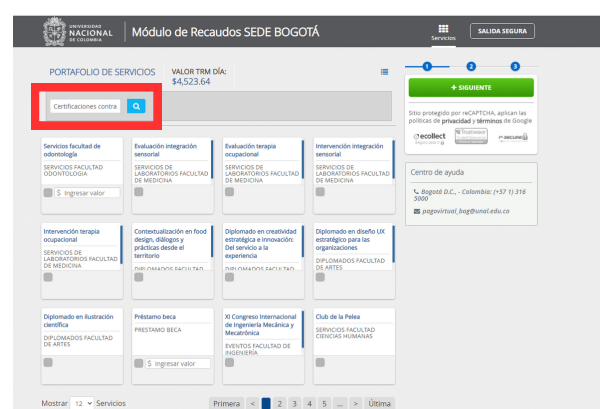 UNIVERSIDAD
NACIONAL
DE COLOMBIA
Módulo de Recaudos SEDE BOGOTÁ
Servicios
SALIDA SEGURA
PORTAFOLIO DE SERVICIOS
VALOR TRM DÍA:
$4,523.64
Certificaciones contra
1 2 3
+ SIGUIENTE
Sitio protegido por reCAPTCHA, aplican las
políticas de privacidad y términos de Google
ecollect
Trustwave
e-secure
Centro de ayuda
Bogotá D.C., - Colombia: (+57 1) 316
5000
pagovirtual_bog@unal.edu.co
Servicios facultad de
odontología
SERVICIOS FACULTAD
ODONTOLOGIA
$ Ingresar valor
Evaluación integración
sensorial
SERVICIOS DE
LABORATORIOS FACULTAD
DE MEDICINA
Evaluación terapia
ocupacional
SERVICIOS DE
LABORATORIOS FACULTAD
DE MEDICINA
Intervención integración
sensorial
SERVICIOS DE
LABORATORIOS FACULTAD
DE MEDICINA
Intervención terapia
ocupacional
SERVICIOS DE
LABORATORIOS FACULTAD
DE MEDICINA
Contextualización en food
design, diálogos y
prácticas desde el
territorio
DIPLOMADOS FACULTAD
Diplomado en creatividad
estratégica e innovación:
Del servicio a la
experiencia
DIPLOMADOS FACULTAD
Diplomado en diseño UX
estratégico para las
organizaciones
DIPLOMADOS FACULTAD
DE ARTES
Diplomado en ilustración
científica
DIPLOMADOS FACULTAD
DE ARTES
Préstamo beca
PRESTAMO BECA
$ Ingresar valor
XI Congreso Internacional
de Ingeniería Mecánica y
Mecatrónica
EVENTOS FACULTAD DE
INGENIERÍA
Club de la Pelea
SERVICIOS FACULTAD
CIENCIAS HUMANAS
Mostrar 12 Servicios
Primera < 2 3 4 5 ... > Última